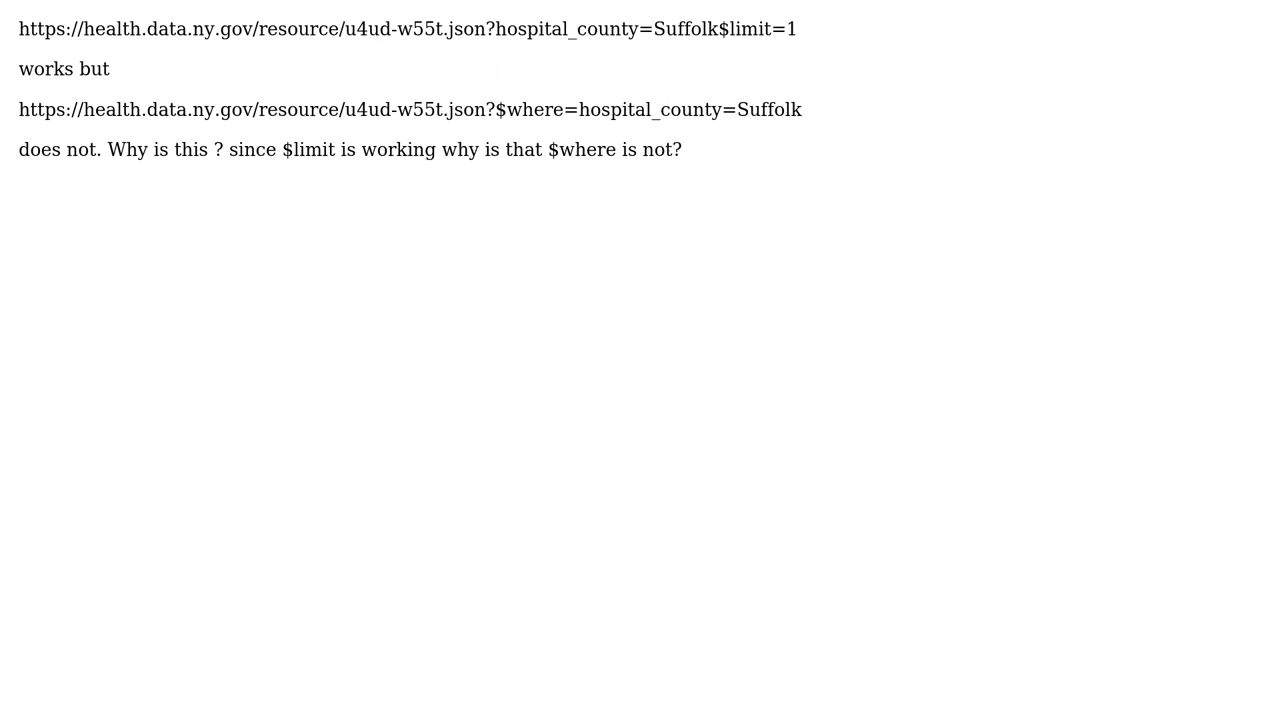 https://health.data.ny.gov/resource/u4ud-w55t.json?hospital_county=Suffolk$limit=1
works but
https://health.data.ny.gov/resource/u4ud-w55t.json?$where=hospital_county=Suffolk
does not. Why is this ? since $limit is working why is that $where is not?